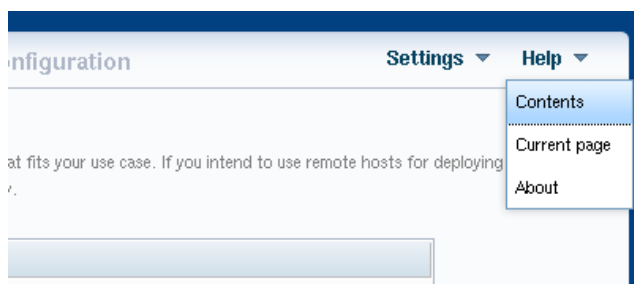 nfiguration
Settings
Help
Contents
Current page
About
at fits your use case. If you intend to use remote hosts for deploying